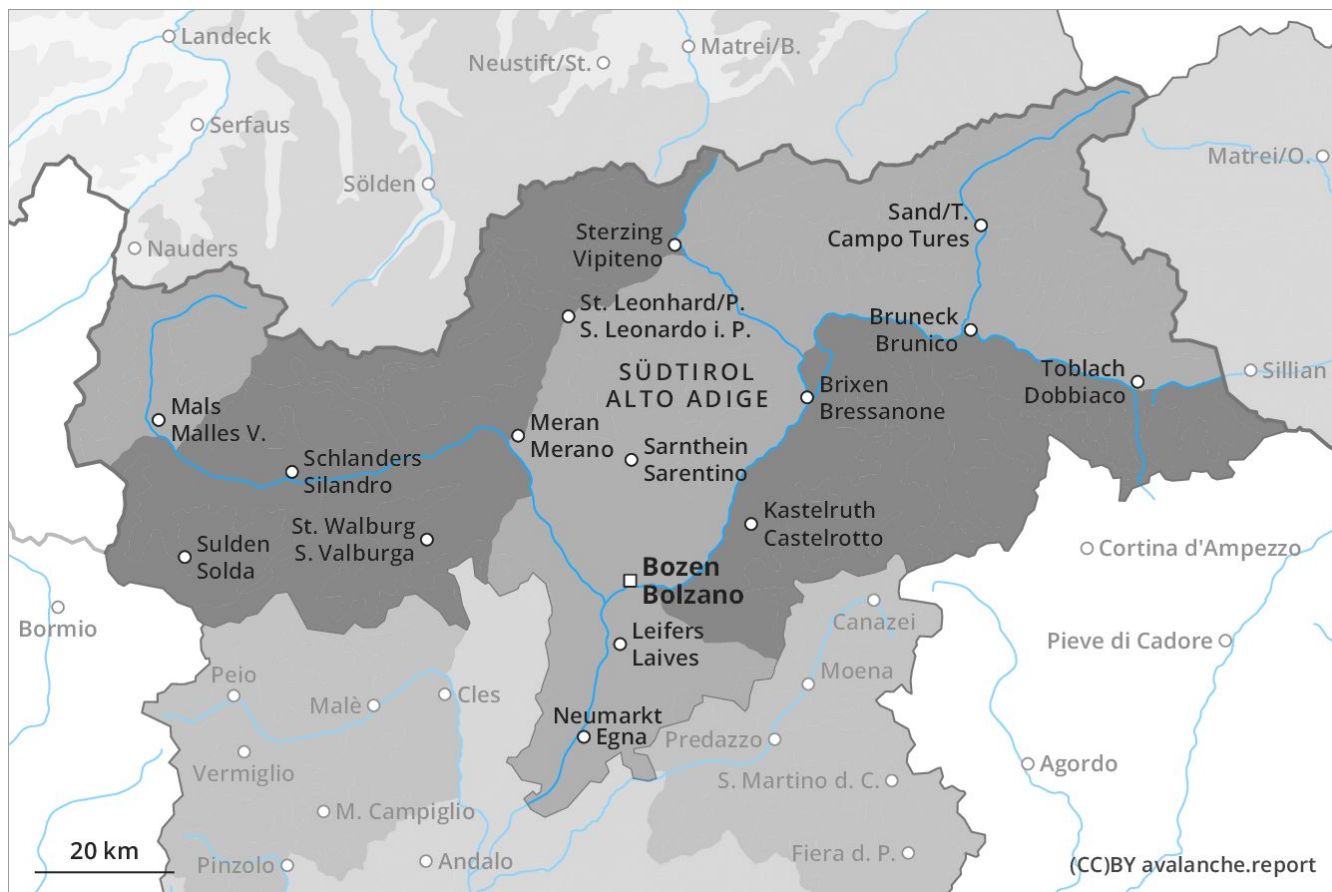 Landeck
Matrei/B.
Neustift/St.
Serfaus
Matrei/O.
Sölden
Sand/T.
Campo Tures
Sterzing
Vipiteno
Nauders
St. Leonhard/P.
S. Leonardo i. P.
Bruneck
Brunico
SÜDTIROL
ALTO ADIGE
Toblach
Dobbiaco
Sillian
Brixen
Bressanone
Mals
Malles V.
Meran
Merano
Sarnthein
Sarentino
Schlanders
Silandro
Kastelruth
Castelrotto
St. Walburg
S. Valburga
Sulden
Solda
Cortina d'Ampezzo
Bozen
Bolzano
Bormio
Canazei
Leifers
Laives
Pieve di Cadore
Peio
Moena
Malè
Cles
Neumarkt
Egna
Predazzo
Vermiglio
Agordo
S. Martino d. C.
M. Campiglio
20 km
Pinzolo
Andalo
Fiera d. P.
(CC)BY avalanche.report